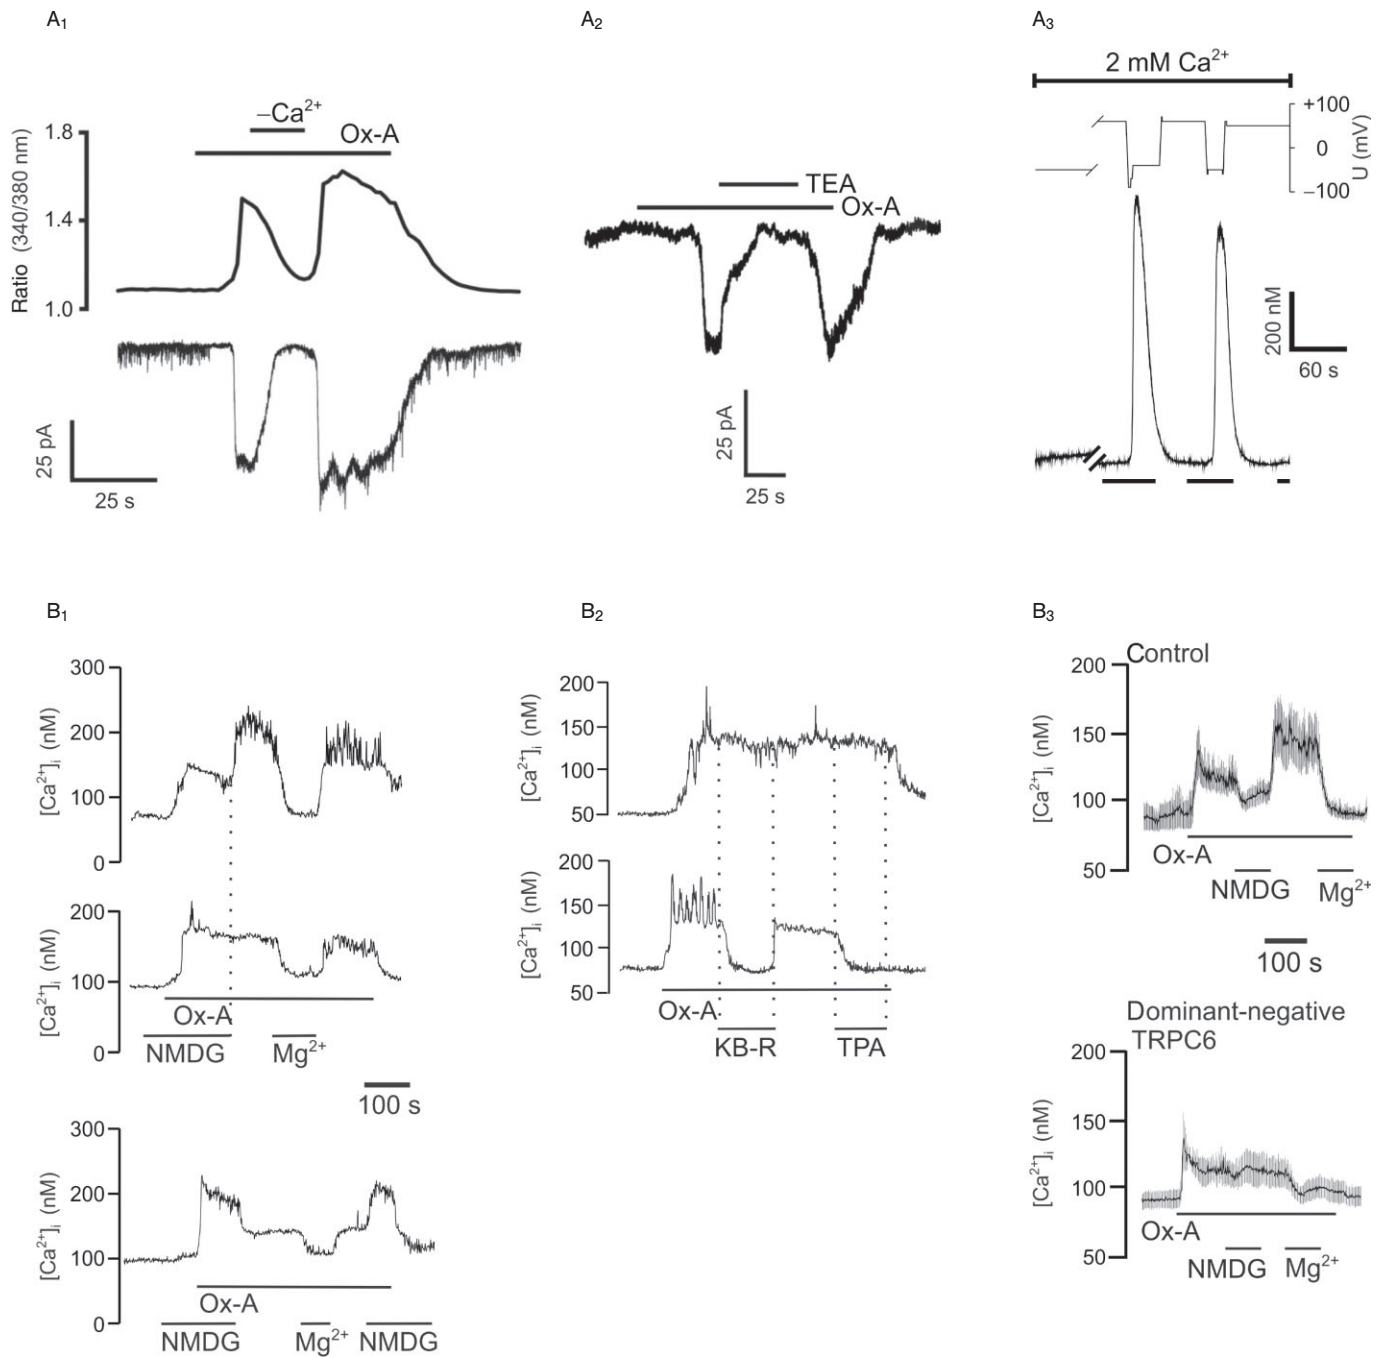 A₁
A₂
A₃
2 mM Ca²⁺
+100
0
−100
U (mV)
200 nM
60 s
–Ca²⁺
Ox-A
1.8
1.4
1.0
Ratio (340/380 nm)
25 pA
25 s
TEA
Ox-A
25 pA
25 s
B₁
B₂
B₃
300
200
100
0
[Ca²⁺]ᵢ (nM)
200
100
0
[Ca²⁺]ᵢ (nM)
Ox-A
NMDG
Mg²⁺
100 s
300
200
100
0
[Ca²⁺]ᵢ (nM)
Ox-A
NMDG
Mg²⁺
NMDG
200
150
100
50
[Ca²⁺]ᵢ (nM)
200
150
100
50
[Ca²⁺]ᵢ (nM)
Ox-A
KB-R
TPA
Control
200
150
100
50
[Ca²⁺]ᵢ (nM)
Ox-A
NMDG
Mg²⁺
100 s
Dominant-negative
TRPC6
200
150
100
50
[Ca²⁺]ᵢ (nM)
Ox-A
NMDG
Mg²⁺